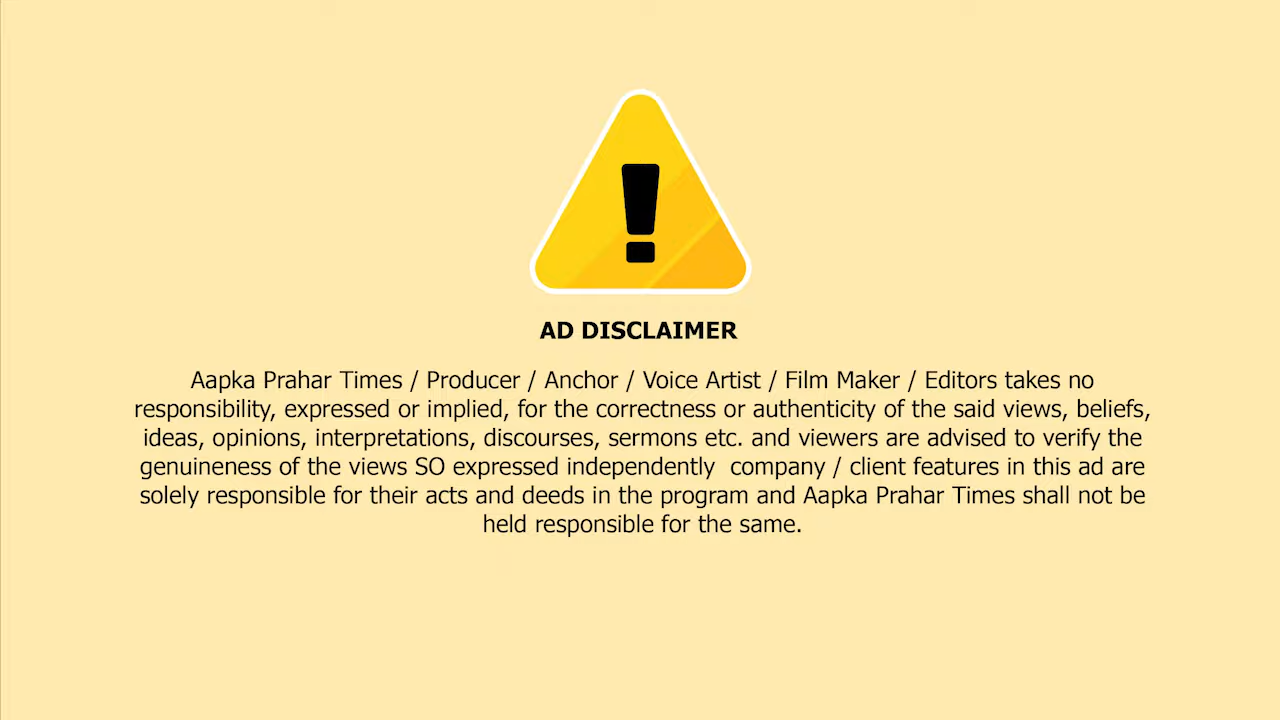 AD DISCLAIMER
Aapka Prahar Times / Producer / Anchor / Voice Artist / Film Maker / Editors takes no
responsibility, expressed or implied, for the correctness or authenticity of the said views, beliefs,
ideas, opinions, interpretations, discourses, sermons etc. and viewers are advised to verify the
genuineness of the views SO expressed independently  company / client features in this ad are
solely responsible for their acts and deeds in the program and Aapka Prahar Times shall not be
held responsible for the same.